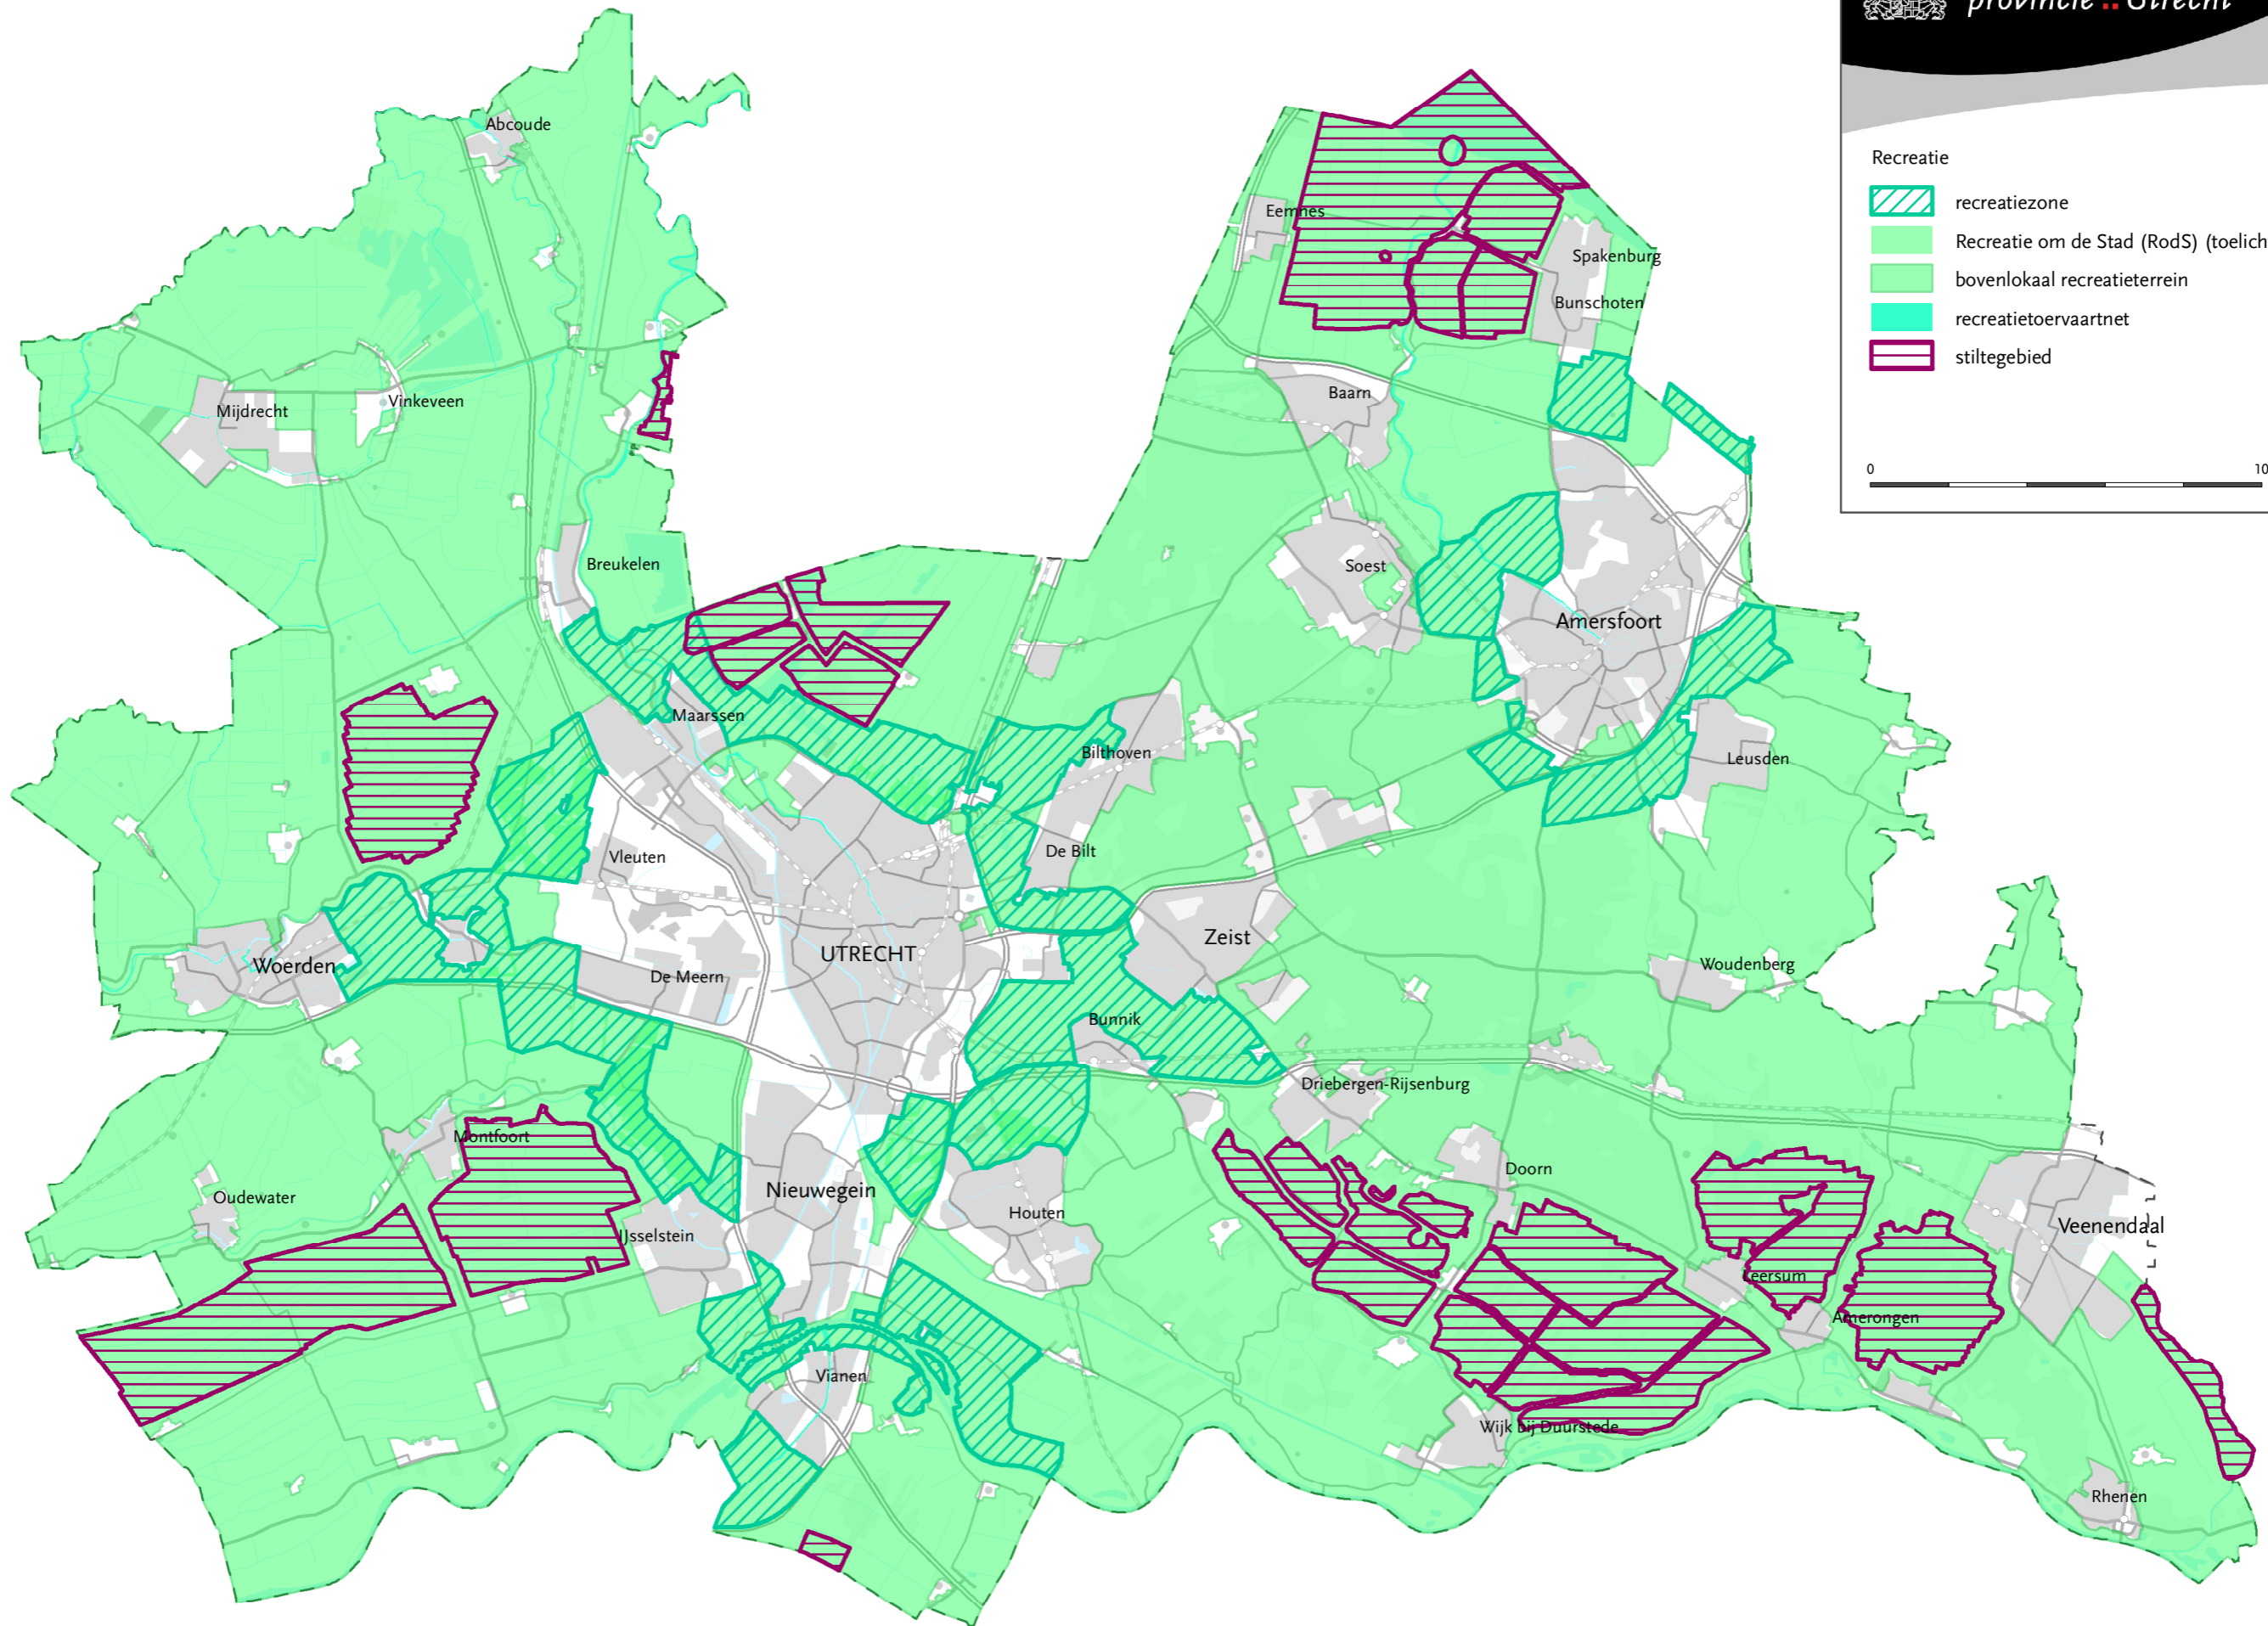 provincie :: Utrecht
Recreatie
recreatiezone
Recreatie om de Stad (RodS) (toelich
bovenlokaal recreatieterrein
recreatietoervaartnet
stiltegebied
0 10
Abcoude
Eemnes
Spakenburg
Bunschoten
Baarn
Vinkeveen
Mijdrecht
Breukelen
Soest
Amersfoort
Maarssen
Bilthoven
Leusden
De Bilt
Vleuten
Zeist
UTRECHT
Woerden
Woudenberg
De Meern
Bunnik
Driebergen-Rijsenburg
Montfoort
Doorn
Nieuwegein
Oudewater
Houten
Veenendaal
IJsselstein
Leersum
Amerongen
Vianen
Wijk bij Duurstede
Rhenen